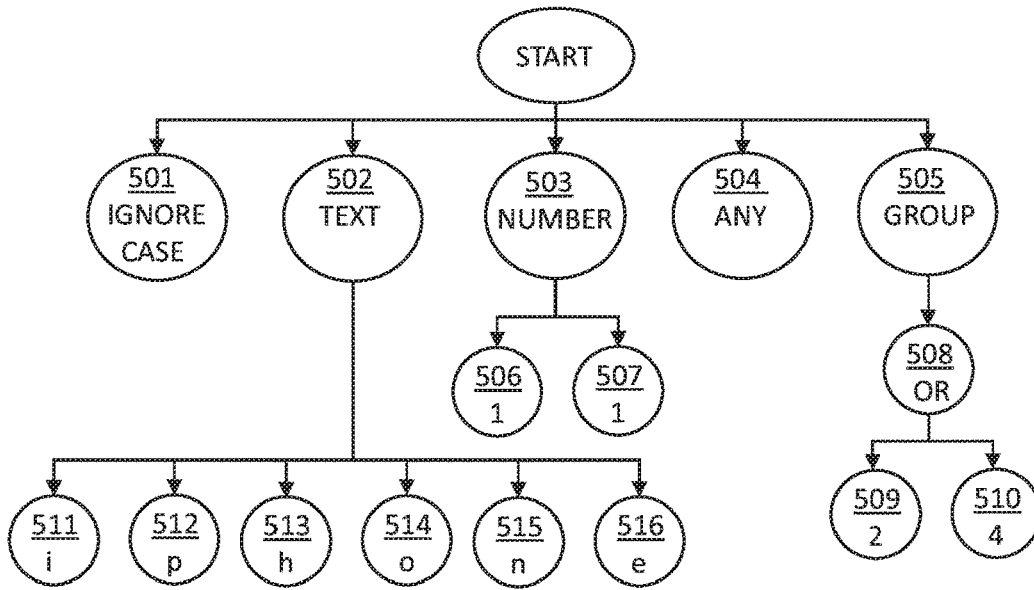 START
501
IGNORE
CASE
502
TEXT
503
NUMBER
504
ANY
505
GROUP
506
1
507
1
508
OR
509
2
510
4
511
i
512
p
513
h
514
o
515
n
516
e